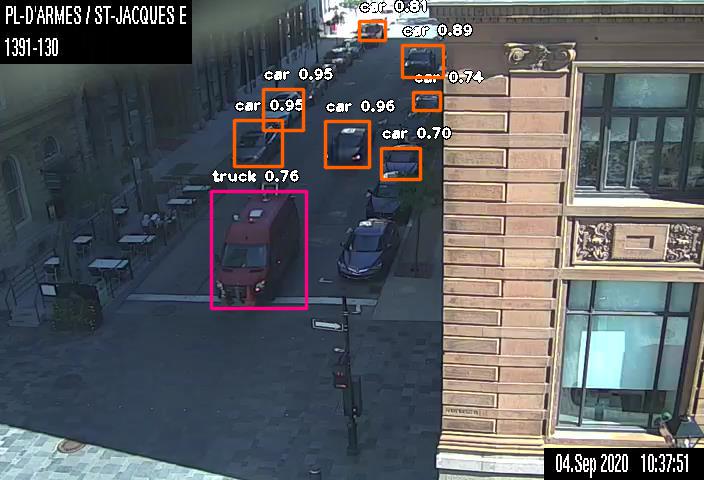 PL-D'ARMES / ST-JACQUES E
1391-130
car 0.81
car 0.89
car 0.74
car 0.95
car 0.95
car 0.96
car 0.70
truck 0.76
04.Sep 2020 10:37:51